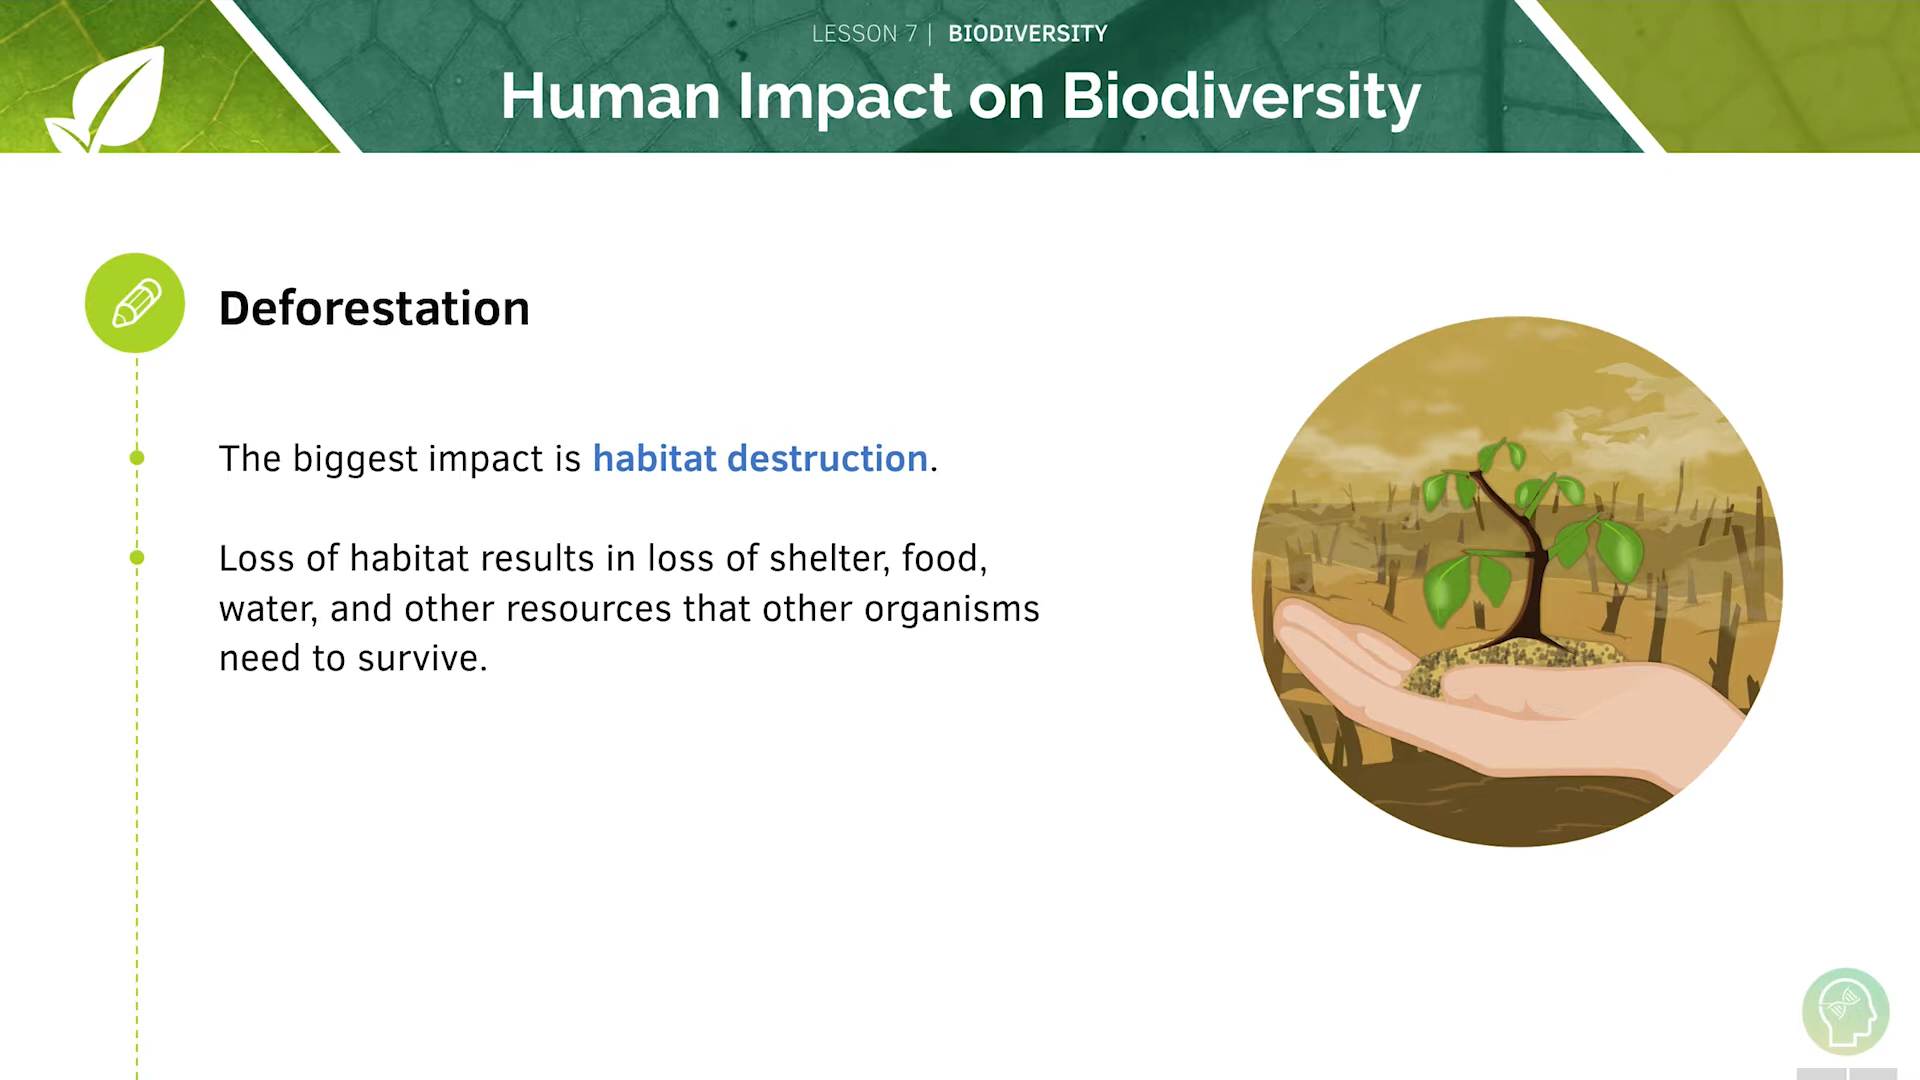 LESSON 7 | BIODIVERSITY
Human Impact on Biodiversity
Deforestation
The biggest impact is habitat destruction.
Loss of habitat results in loss of shelter, food,
water, and other resources that other organisms
need to survive.